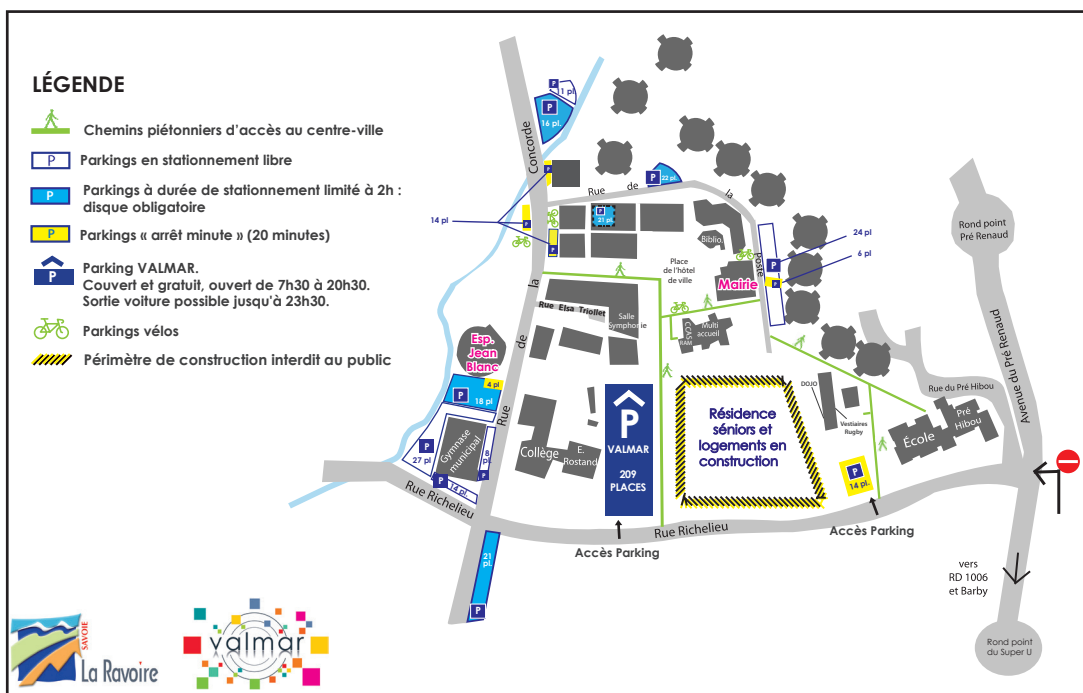 LÉGENDE
Chemins piétonniers d'accès au centre-ville
P Parkings en stationnement libre
P Parkings à durée de stationnement limité à 2h :
disque obligatoire
P Parkings « arrêt minute » (20 minutes)
P Parking VALMAR.
Couvert et gratuit, ouvert de 7h30 à 20h30.
Sortie voiture possible jusqu'à 23h30.
Parkings vélos
Périmètre de construction interdit au public
P
1 pl
P
16 pl.
Concorde
P
Rue de la
P 22 pl.
14 pl
P
P
P
21 pl.
Biblio.
24 pl
P
6 pl
P
Poste
Place
de l'hôtel
de ville
Mairie
Rond point
Pré Renaud
la
Rue Elsa Triollet
Salle
Symphonie
CCAS
RAM
Multi
accueil
Esp.
Jean
Blanc
de
4 pl
P
18 pl
P
27 pl
Gymnase
municipal
8 pl.
P
P
14 pl.
Rue
Collège
E.
Rostand
P
VALMAR
209
PLACES
Résidence
séniors et
logements en
construction
DOJO
Vestiaires
Rugby
Rue du Pré Hibou
Avenue du Pré Renaud
École
Pré
Hibou
P
14 pl.
Rue Richelieu
Rue Richelieu
Accès Parking
Accès Parking
21 pl.
P
vers
RD 1006
et Barby
Rond point
du Super U
SAVOIE
La Ravoire
valmar